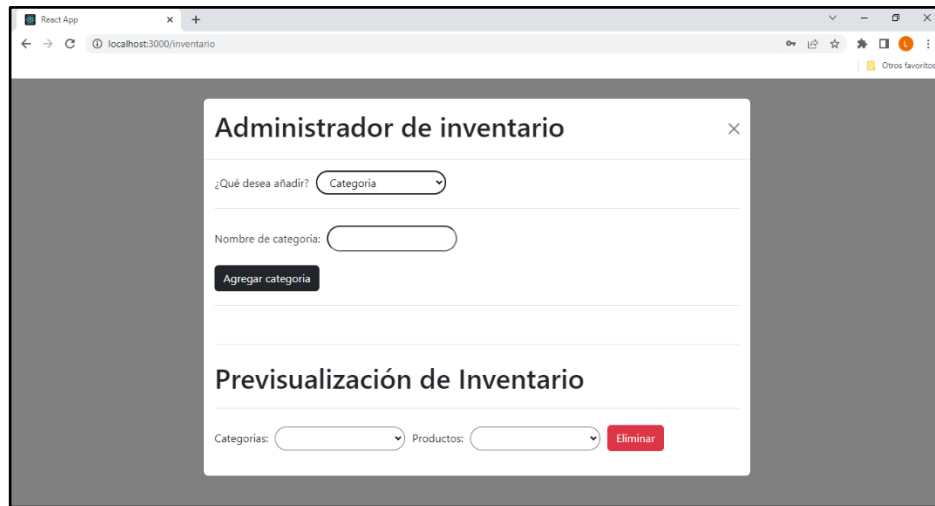 React App
localhost:3000/inventario
L
Otros favoritos
Administrador de inventario
¿Qué desea añadir? Categoria
Nombre de categoria:
Agregar categoria
Previsualización de Inventario
Categorias: Productos: Eliminar